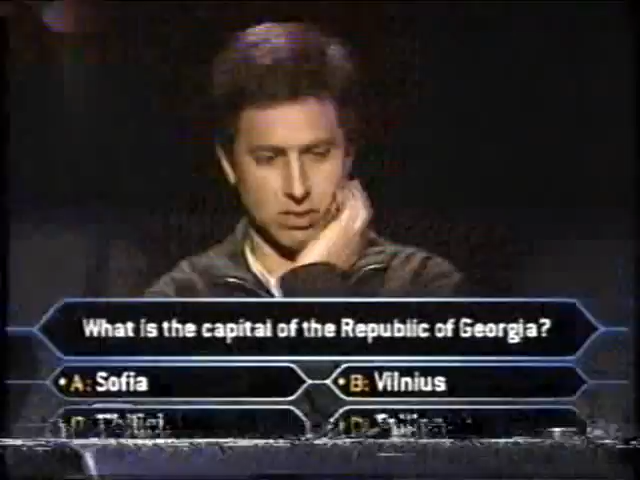 What is the capital of the Republic of Georgia?
A: Sofia
B: Vilnius
C:
D: